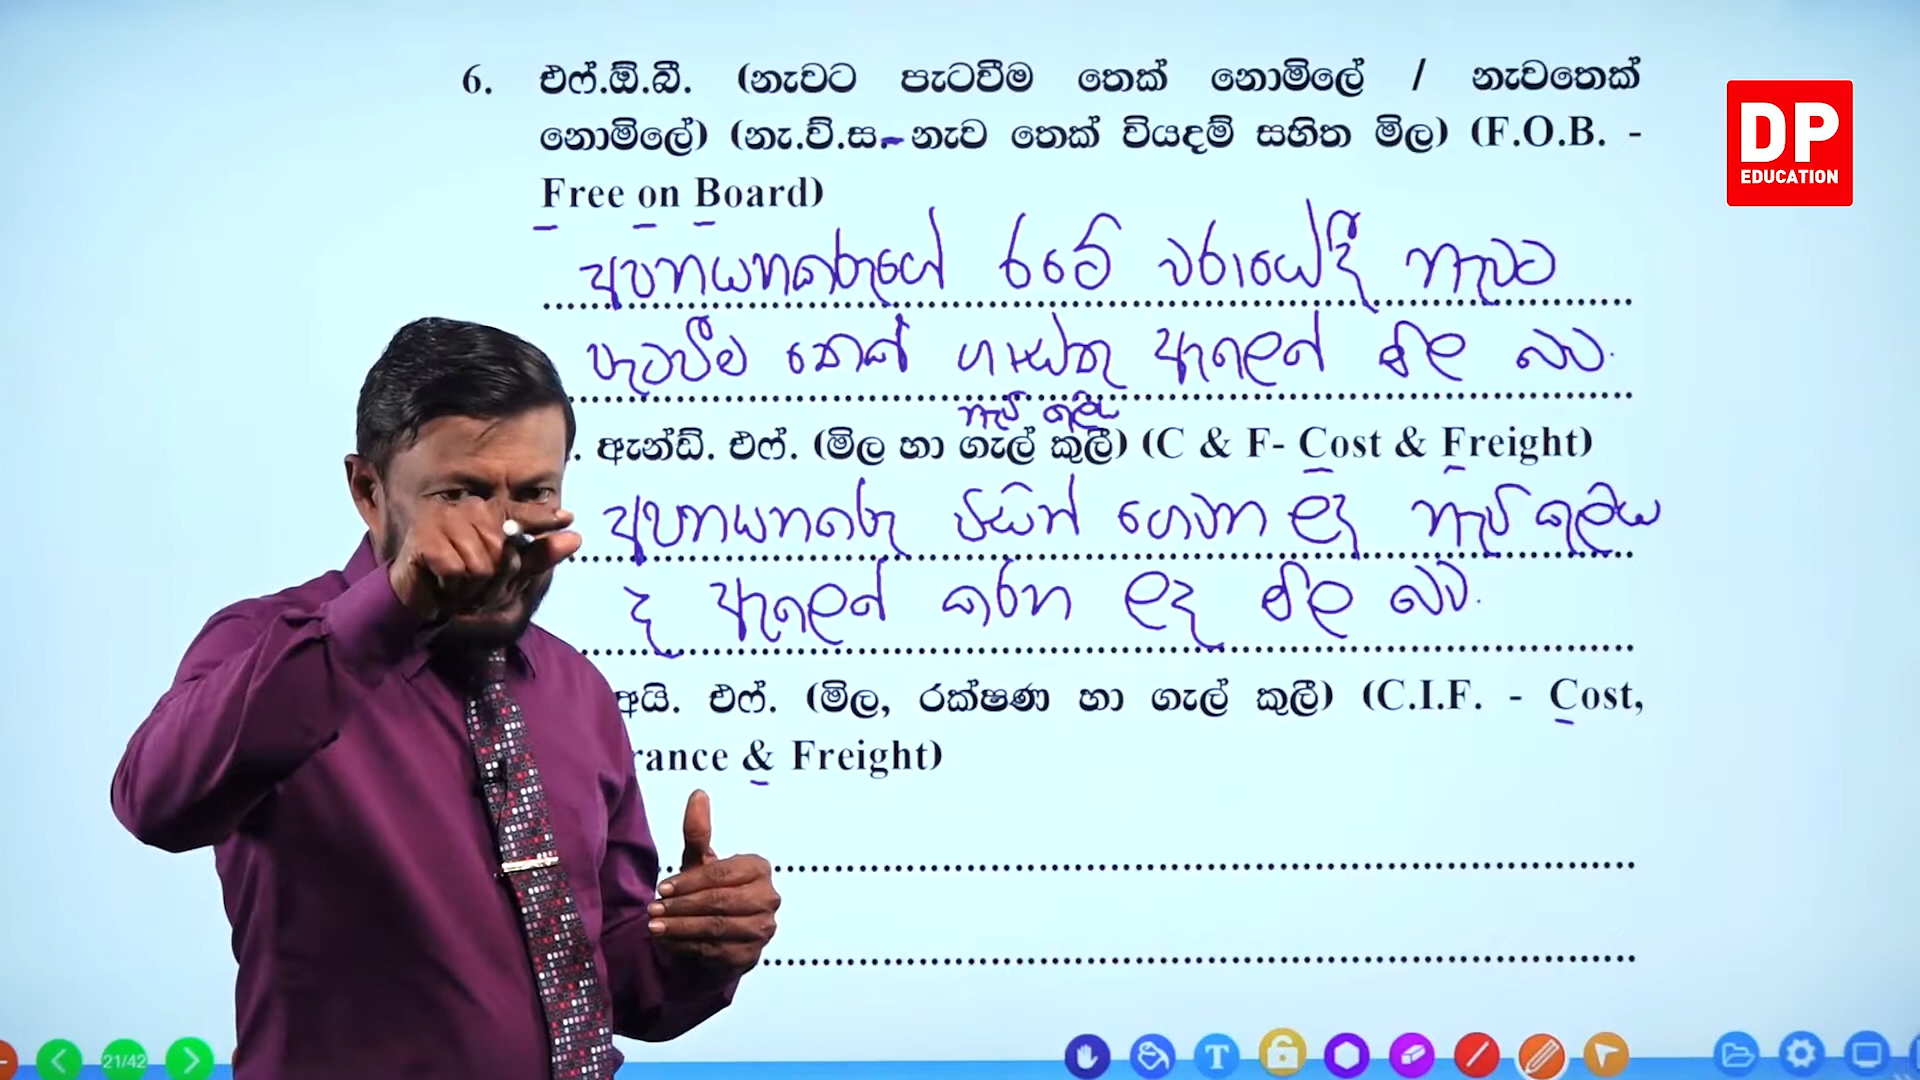 6. එෆ්.ඕ.බී. (නැවට පැටවීම තෙක් නොමිලේ / නැවතෙක්
නොමිලේ) (නැ.ව්.ස.-නැව තෙක් වියදම් සහිත මිල) (F.O.B. -
Free on Board)
අපනයනකරුගේ රටේ වරායේදී නැවට
පැටවීම තෙක් ගාස්තු ඇතුලත් මිල බව.
නැව් කුලිය
. ඇන්ඩ්. එෆ්. (මිල හා ගැල් කුලී) (C & F- Cost & Freight)
අපනයනකරු විසින් ගෙවන ලද නැව් කුලිය
ද ඇතුලත් කරන ලද මිල බව.
අයි. එෆ්. (මිල, රක්ෂණ හා ගැල් කුලී) (C.I.F. - Cost,
rance & Freight)
DP
EDUCATION
21/42
T